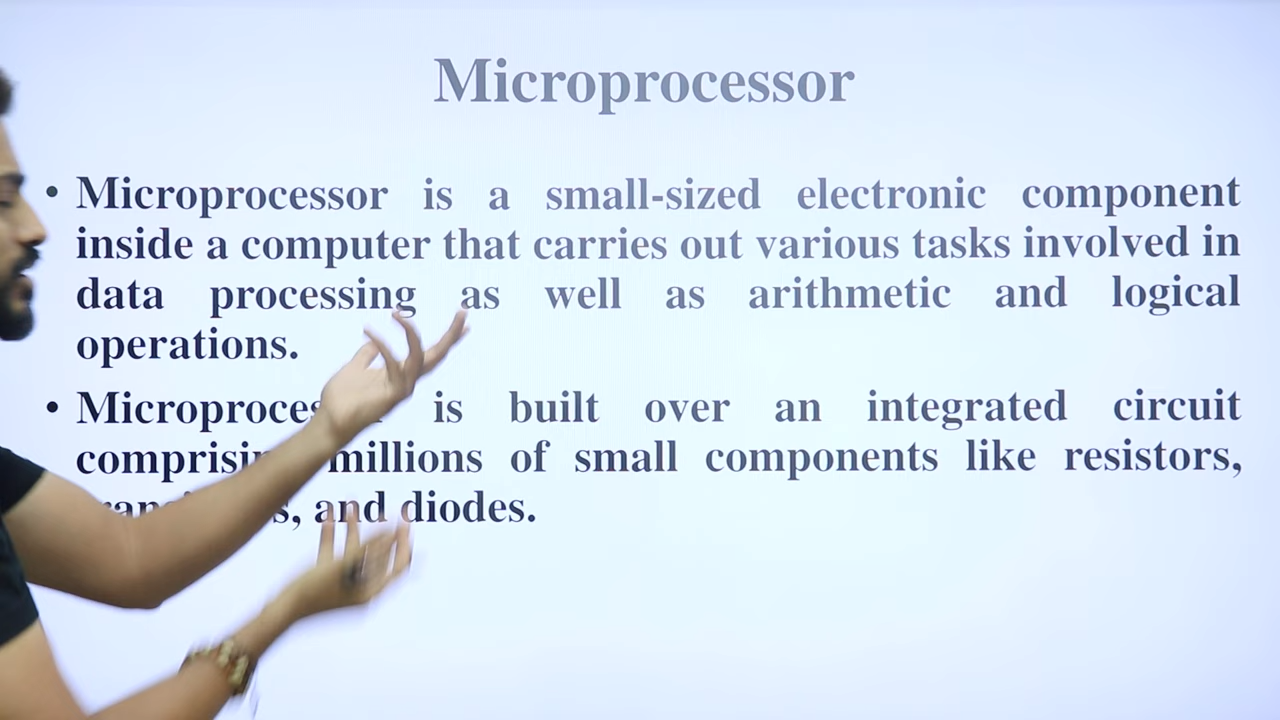 Microprocessor
• Microprocessor is a small-sized electronic component
inside a computer that carries out various tasks involved in
data processing as well as arithmetic and logical
operations.
• is built over an integrated circuit
millions of small components like resistors,
and diodes.